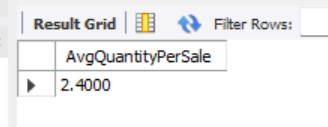 Result Grid Filter Rows:
AvgQuantityPerSale
2.4000